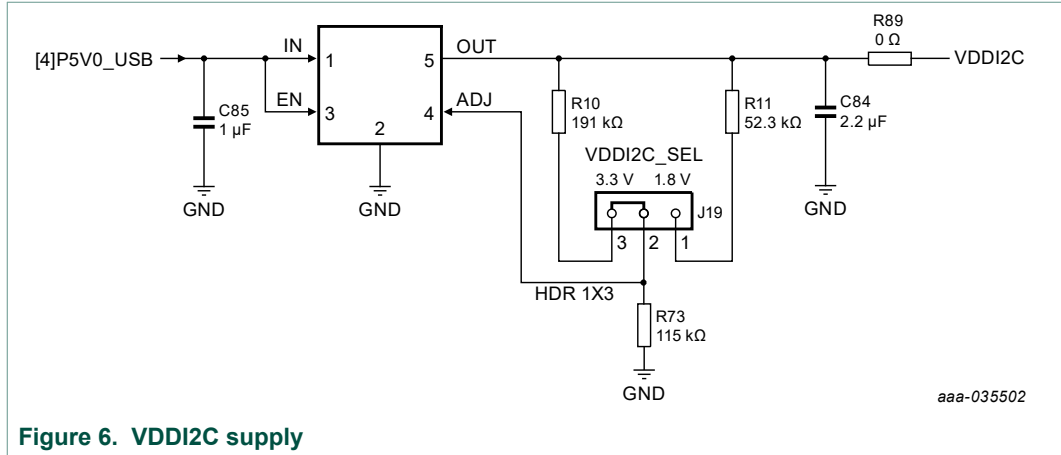 R89
0 Ω
[4]P5V0_USB
IN
1
5
OUT
VDDI2C
C85
1 µF
EN
3
2
4
ADJ
R10
191 kΩ
R11
52.3 kΩ
C84
2.2 µF
VDDI2C_SEL
3.3 V
1.8 V
J19
3
2
1
GND
GND
GND
HDR 1X3
R73
115 kΩ
GND
aaa-035502
Figure 6. VDDI2C supply